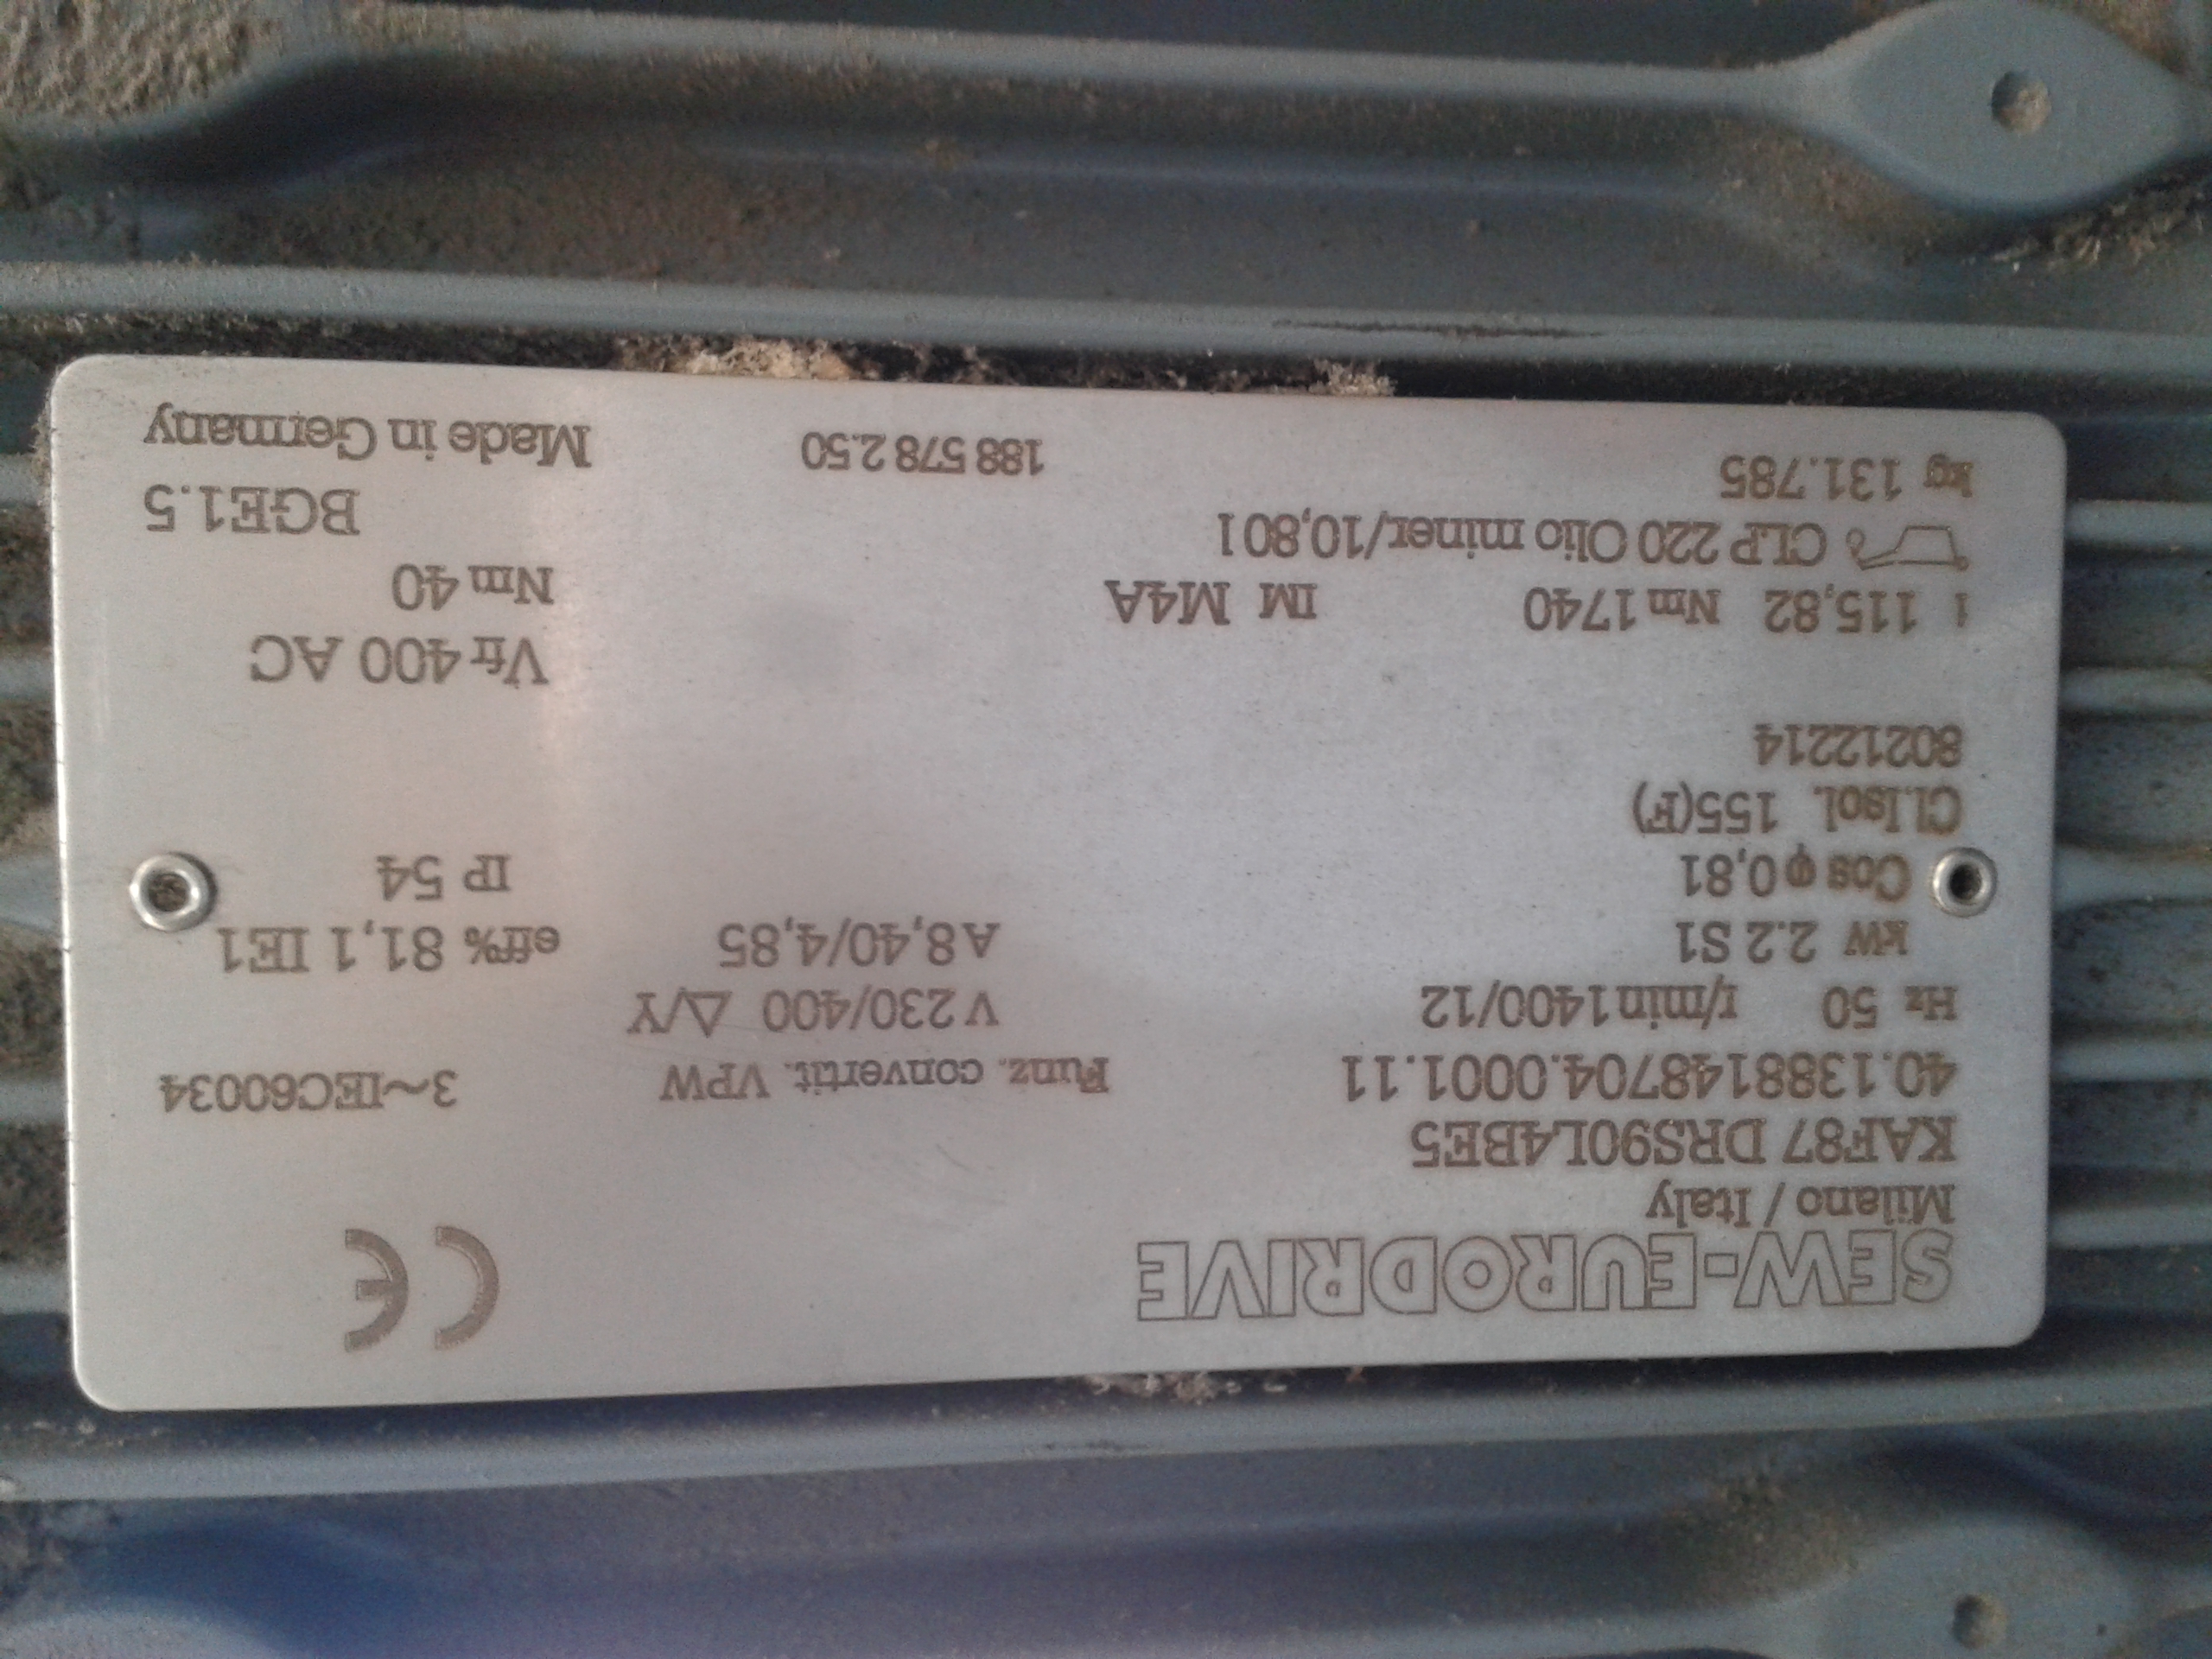 SEW-EURODRIVE
CE
Milano / Italy
KAF87 DRS90L4BE5
40.1388148704.0001.11 Funz. convertit. VPW 3~IEC60034
Hz 50 r/min 1400/12 V 230/400 △/Y
kW 2.2 S1 A 8,40/4,85 eff% 81,1 IE1
Cos φ 0,81 IP 54
Cl.Isol. 155(F)
80212214
Vfr 400 AC
i 115,82 Nm 1740 IM M4A Nm 40
CLP 220 Olio miner./10,80 l BGE1.5
kg 131.785 188 578 2.50 Made in Germany